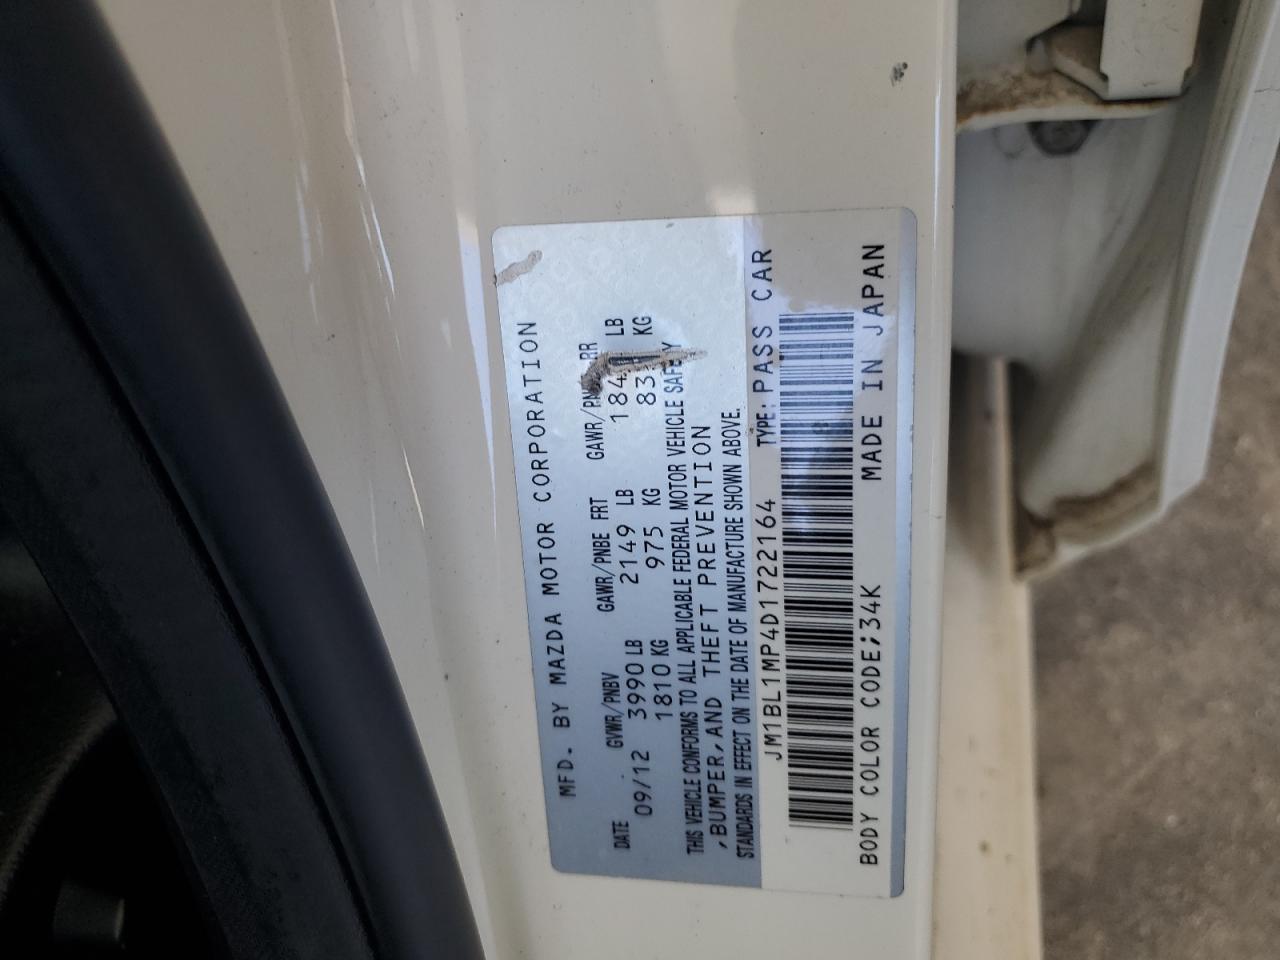 MFD. BY MAZDA MOTOR CORPORATION
DATE GVWR/PNBV GAWR/PNBE FRT RR
09/12 3990 LB 2149 LB LB
1810 KG 975 KG KG
THIS VEHICLE CONFORMS TO ALL APPLICABLE FEDERAL MOTOR VEHICLE SAFETY
,BUMPER,AND THEFT PREVENTION
STANDARDS IN EFFECT ON THE DATE OF MANUFACTURE SHOWN ABOVE.
JM1BL1MP4D1722164 TYPE: PASS CAR
BODY COLOR CODE;34K MADE IN JAPAN